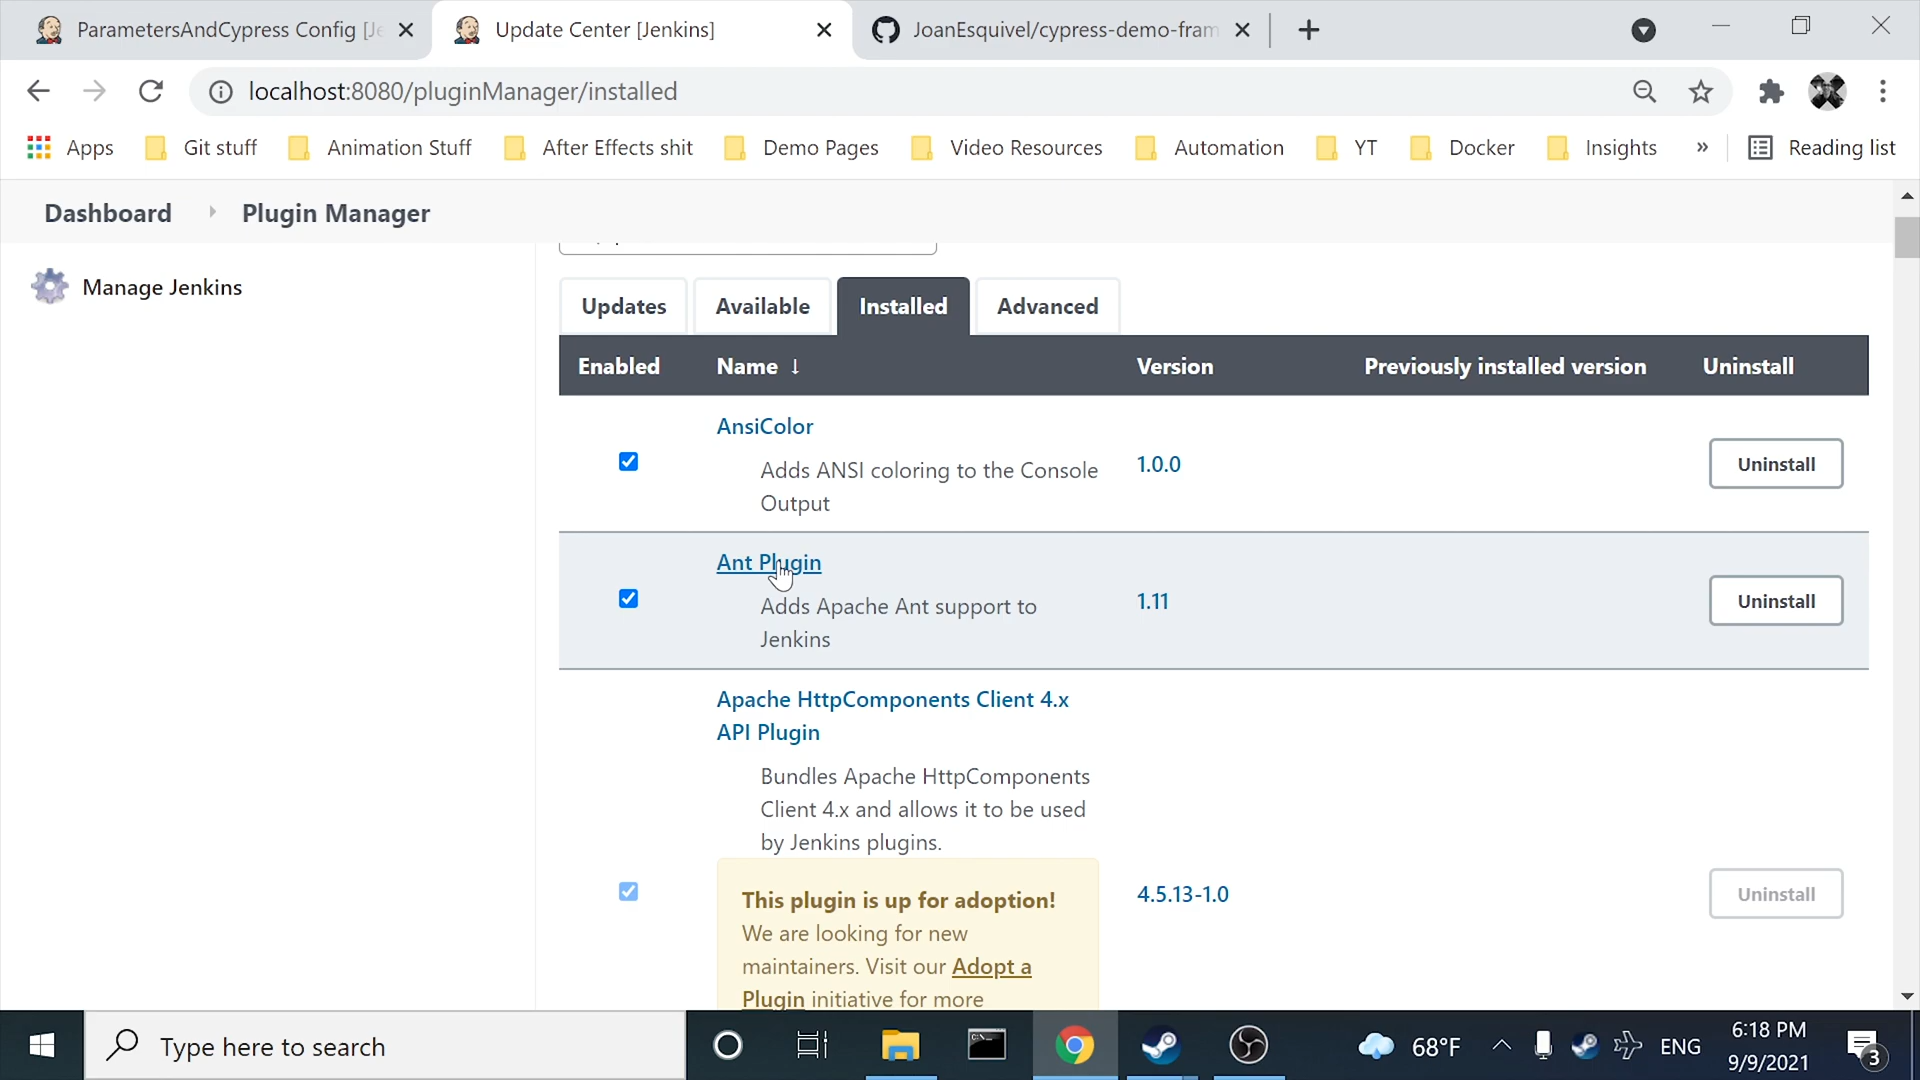 ParametersAndCypress Config [Je
Update Center [Jenkins]
JoanEsquivel/cypress-demo-fram
localhost:8080/pluginManager/installed
Apps
Git stuff
Animation Stuff
After Effects shit
Demo Pages
Video Resources
Automation
YT
Docker
Insights
»
Reading list
Dashboard
Plugin Manager
Manage Jenkins
Updates
Available
Installed
Advanced
Enabled
Name ↓
Version
Previously installed version
Uninstall
AnsiColor
Adds ANSI coloring to the Console
Output
1.0.0
Uninstall
Ant Plugin
Adds Apache Ant support to
Jenkins
1.11
Uninstall
Apache HttpComponents Client 4.x
API Plugin
Bundles Apache HttpComponents
Client 4.x and allows it to be used
by Jenkins plugins.
This plugin is up for adoption!
We are looking for new
maintainers. Visit our Adopt a
Plugin initiative for more
4.5.13-1.0
Uninstall
Type here to search
68°F
ENG
6:18 PM
9/9/2021
3